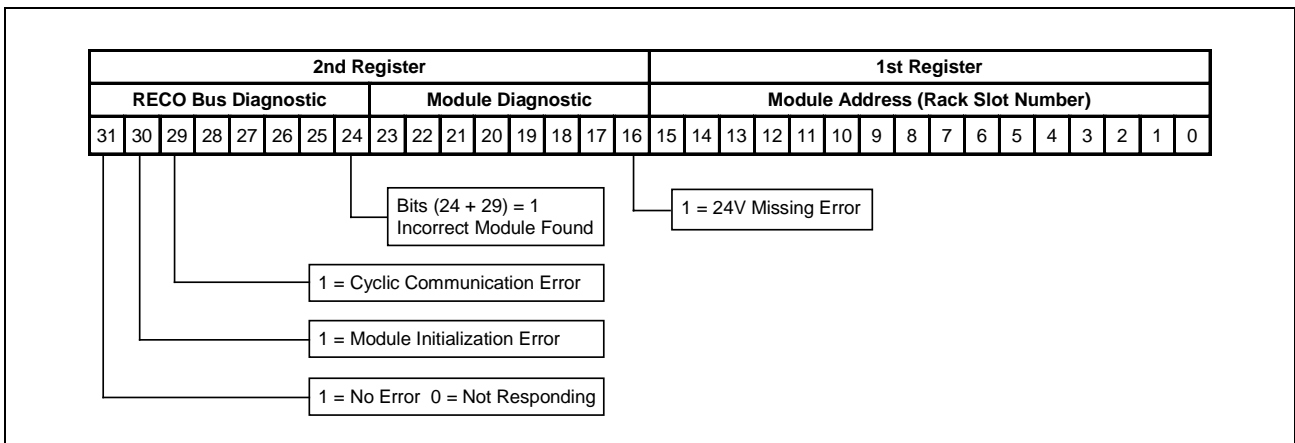 2nd Register 1st Register
RECO Bus Diagnostic Module Diagnostic Module Address (Rack Slot Number)
31 30 29 28 27 26 25 24 23 22 21 20 19 18 17 16 15 14 13 12 11 10 9 8 7 6 5 4 3 2 1 0
Bits (24 + 29) = 1
Incorrect Module Found
1 = 24V Missing Error
1 = Cyclic Communication Error
1 = Module Initialization Error
1 = No Error 0 = Not Responding